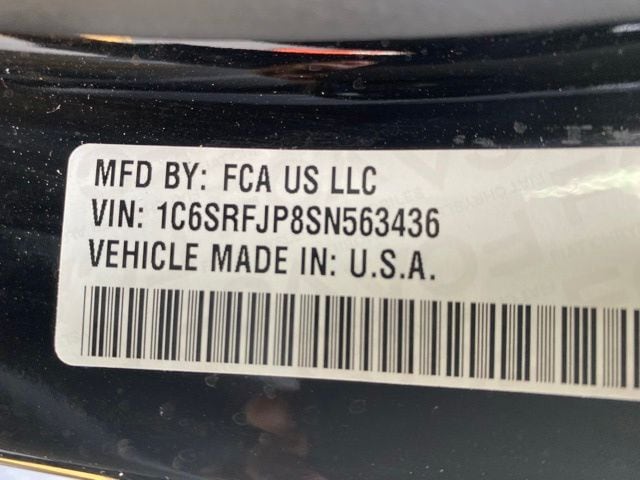 MFD BY: FCA US LLC
VIN: 1C6SRFJP8SN563436
VEHICLE MADE IN: U.S.A.